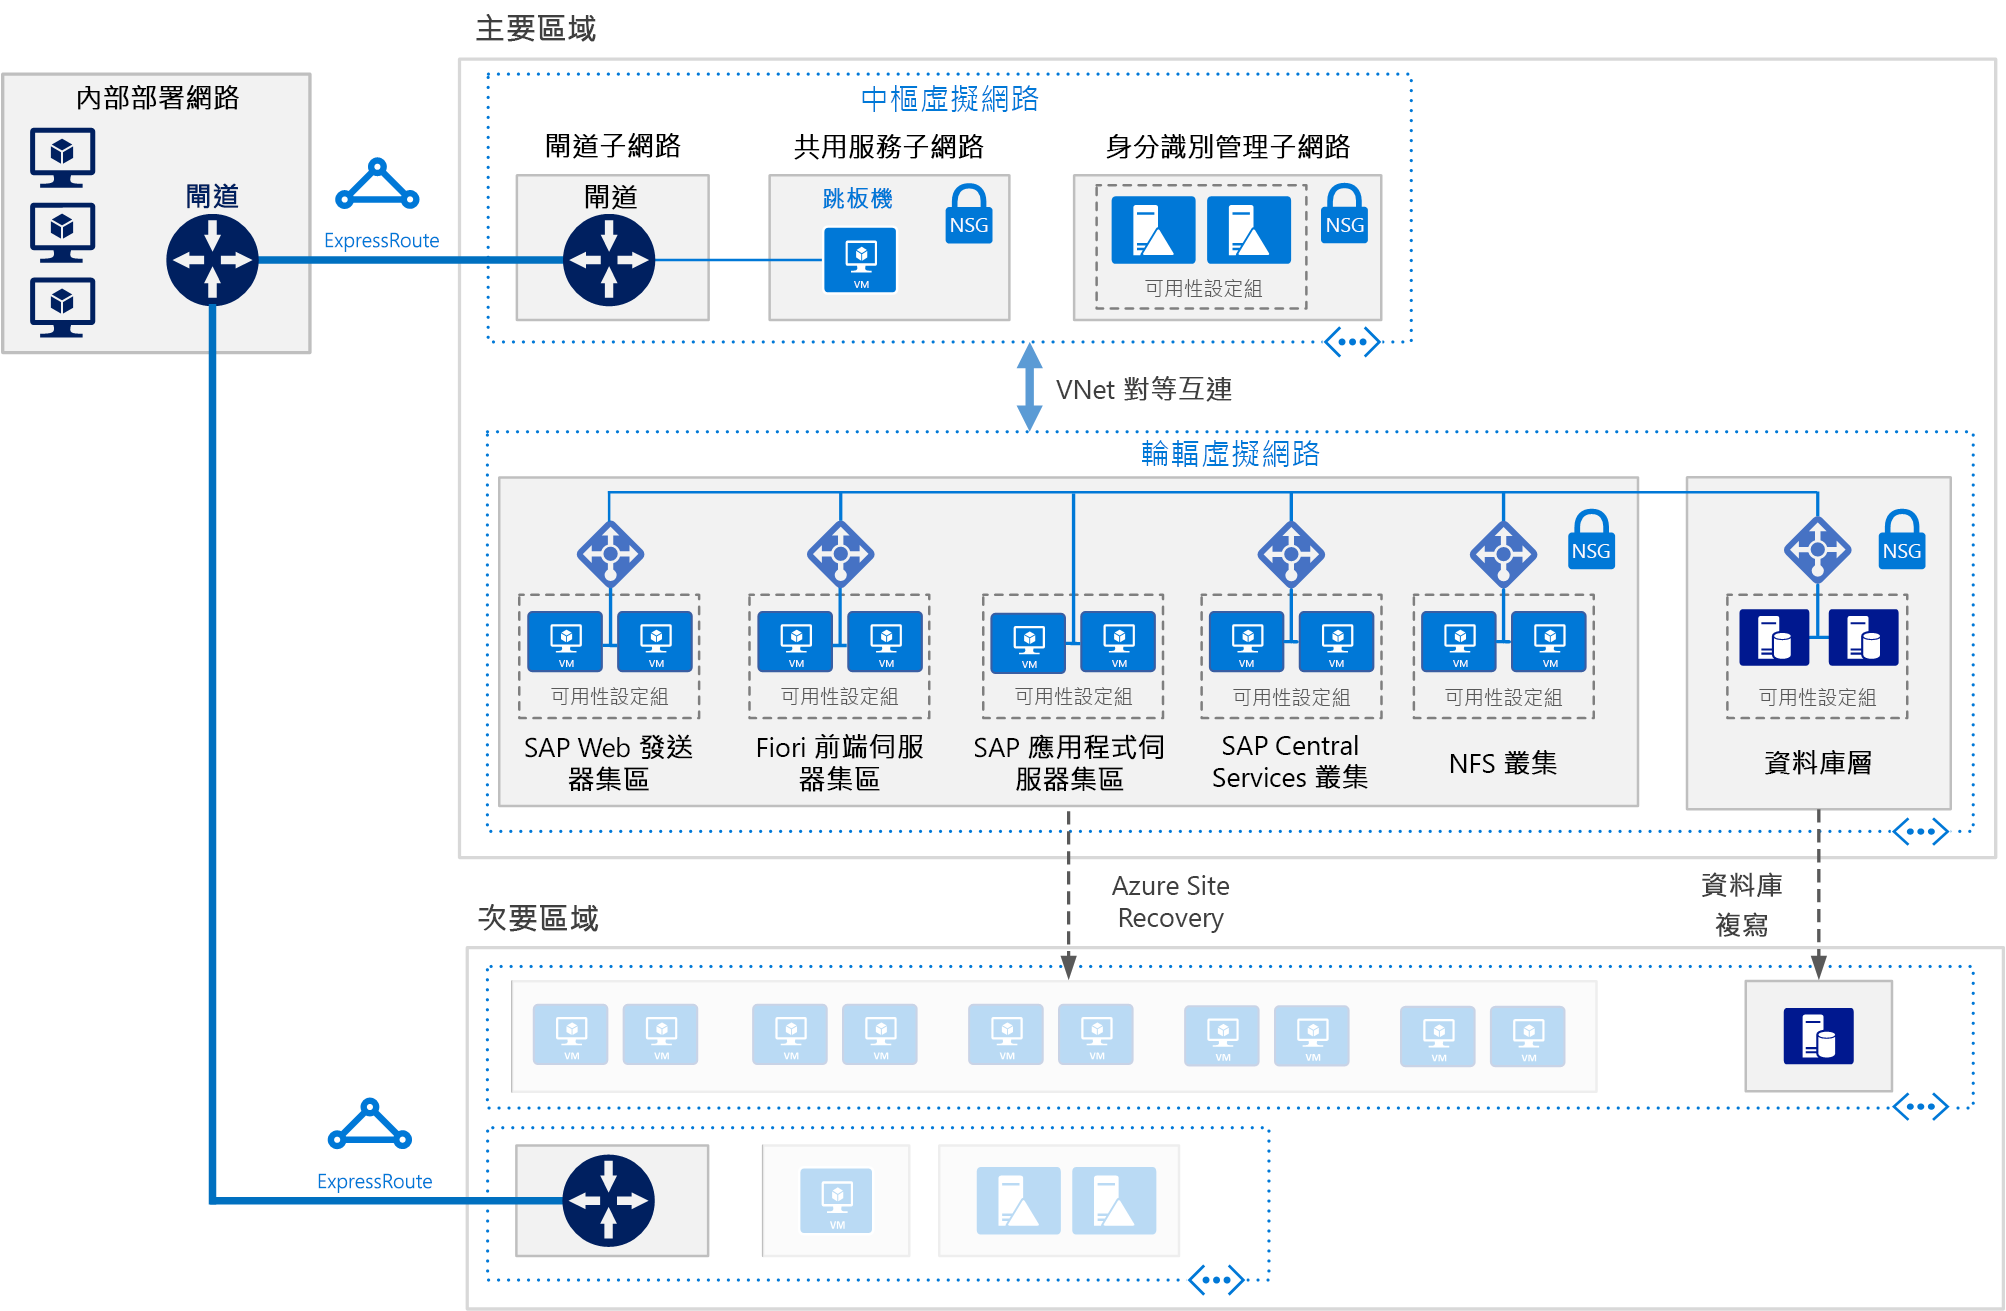 主要區域
內部部署網路
閘道
ExpressRoute
中樞虛擬網路
閘道子網路
閘道
共用服務子網路
跳板機
VM
NSG
身分識別管理子網路
NSG
可用性設定組
VNet 對等互連
輪輻虛擬網路
NSG
NSG
VM
VM
VM
VM
VM
VM
VM
VM
VM
VM
可用性設定組
可用性設定組
可用性設定組
可用性設定組
可用性設定組
可用性設定組
SAP Web 發送
器集區
Fiori 前端伺服
器集區
SAP 應用程式伺
服器集區
SAP Central
Services 叢集
NFS 叢集
資料庫層
Azure Site
Recovery
資料庫
複寫
次要區域
VM
VM
VM
VM
VM
VM
VM
VM
VM
VM
ExpressRoute
VM